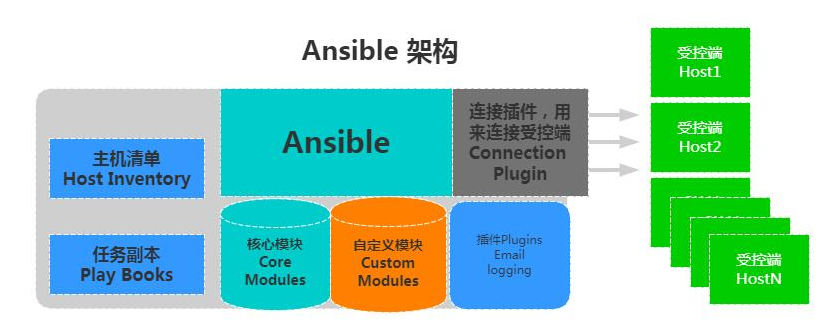 Ansible 架构
主机清单
Host Inventory
任务副本
Play Books
Ansible
连接插件，用
来连接受控端
Connection
Plugin
核心模块
Core
Modules
自定义模块
Custom
Modules
插件Plugins
Email
logging
受控端
Host1
受控端
Host2
受控端
HostN